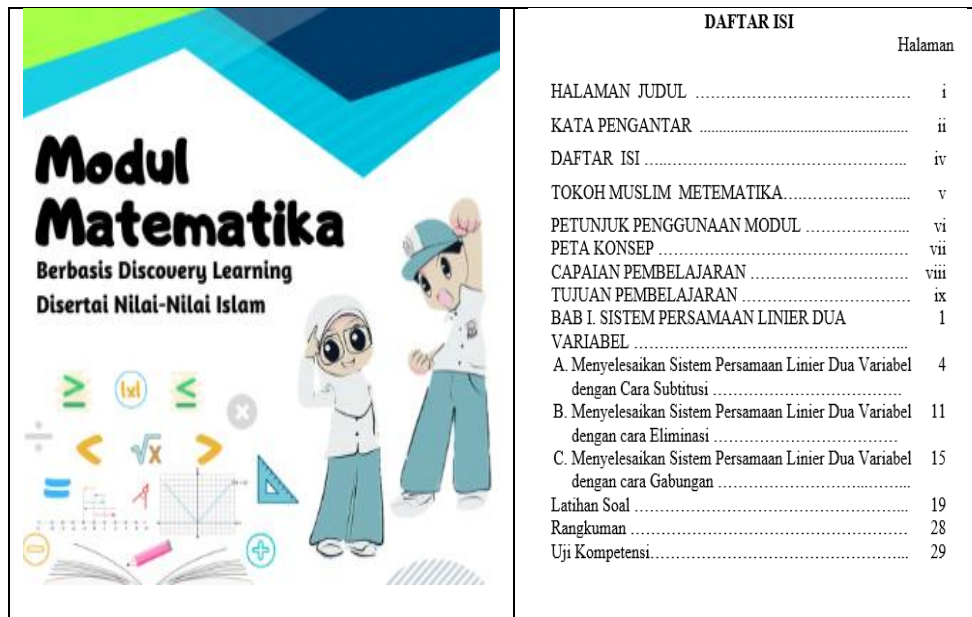 Modul
Matematika
Berbasis Discovery Learning
Disertai Nilai-Nilai Islam
≥ |x| ≤
×
÷ < √x >
=
− +
DAFTAR ISI
Halaman
HALAMAN JUDUL ………………………………… i
KATA PENGANTAR ...................................................... ii
DAFTAR ISI ………………………………………... iv
TOKOH MUSLIM METEMATIKA………………….... v
PETUNJUK PENGGUNAAN MODUL ……………….... vi
PETA KONSEP ……………………………………… vii
CAPAIAN PEMBELAJARAN ……………………… viii
TUJUAN PEMBELAJARAN ………………………… ix
BAB I. SISTEM PERSAMAAN LINIER DUA 1
VARIABEL ………………………………………...
A. Menyelesaikan Sistem Persamaan Linier Dua Variabel 4
dengan Cara Subtitusi ……………………………
B. Menyelesaikan Sistem Persamaan Linier Dua Variabel 11
dengan cara Eliminasi ……………………………
C. Menyelesaikan Sistem Persamaan Linier Dua Variabel 15
dengan cara Gabungan ……………………............
Latihan Soal ………………………………………... 19
Rangkuman ………………………………………… 28
Uji Kompetensi……………………………………... 29